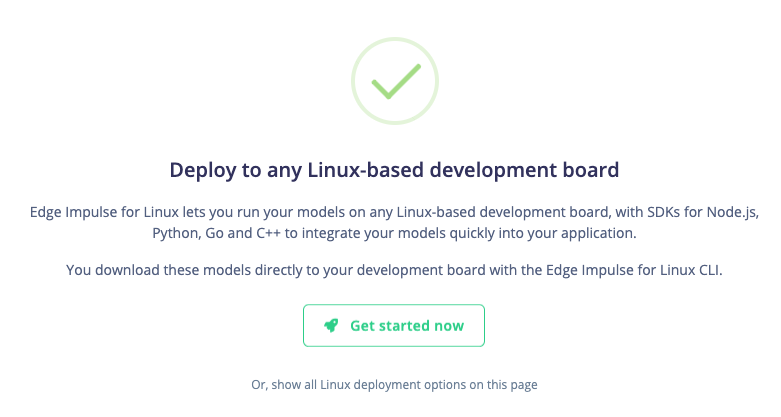 Deploy to any Linux-based development board
Edge Impulse for Linux lets you run your models on any Linux-based development board, with SDKs for Node.js,
Python, Go and C++ to integrate your models quickly into your application.
You download these models directly to your development board with the Edge Impulse for Linux CLI.
Get started now
Or, show all Linux deployment options on this page